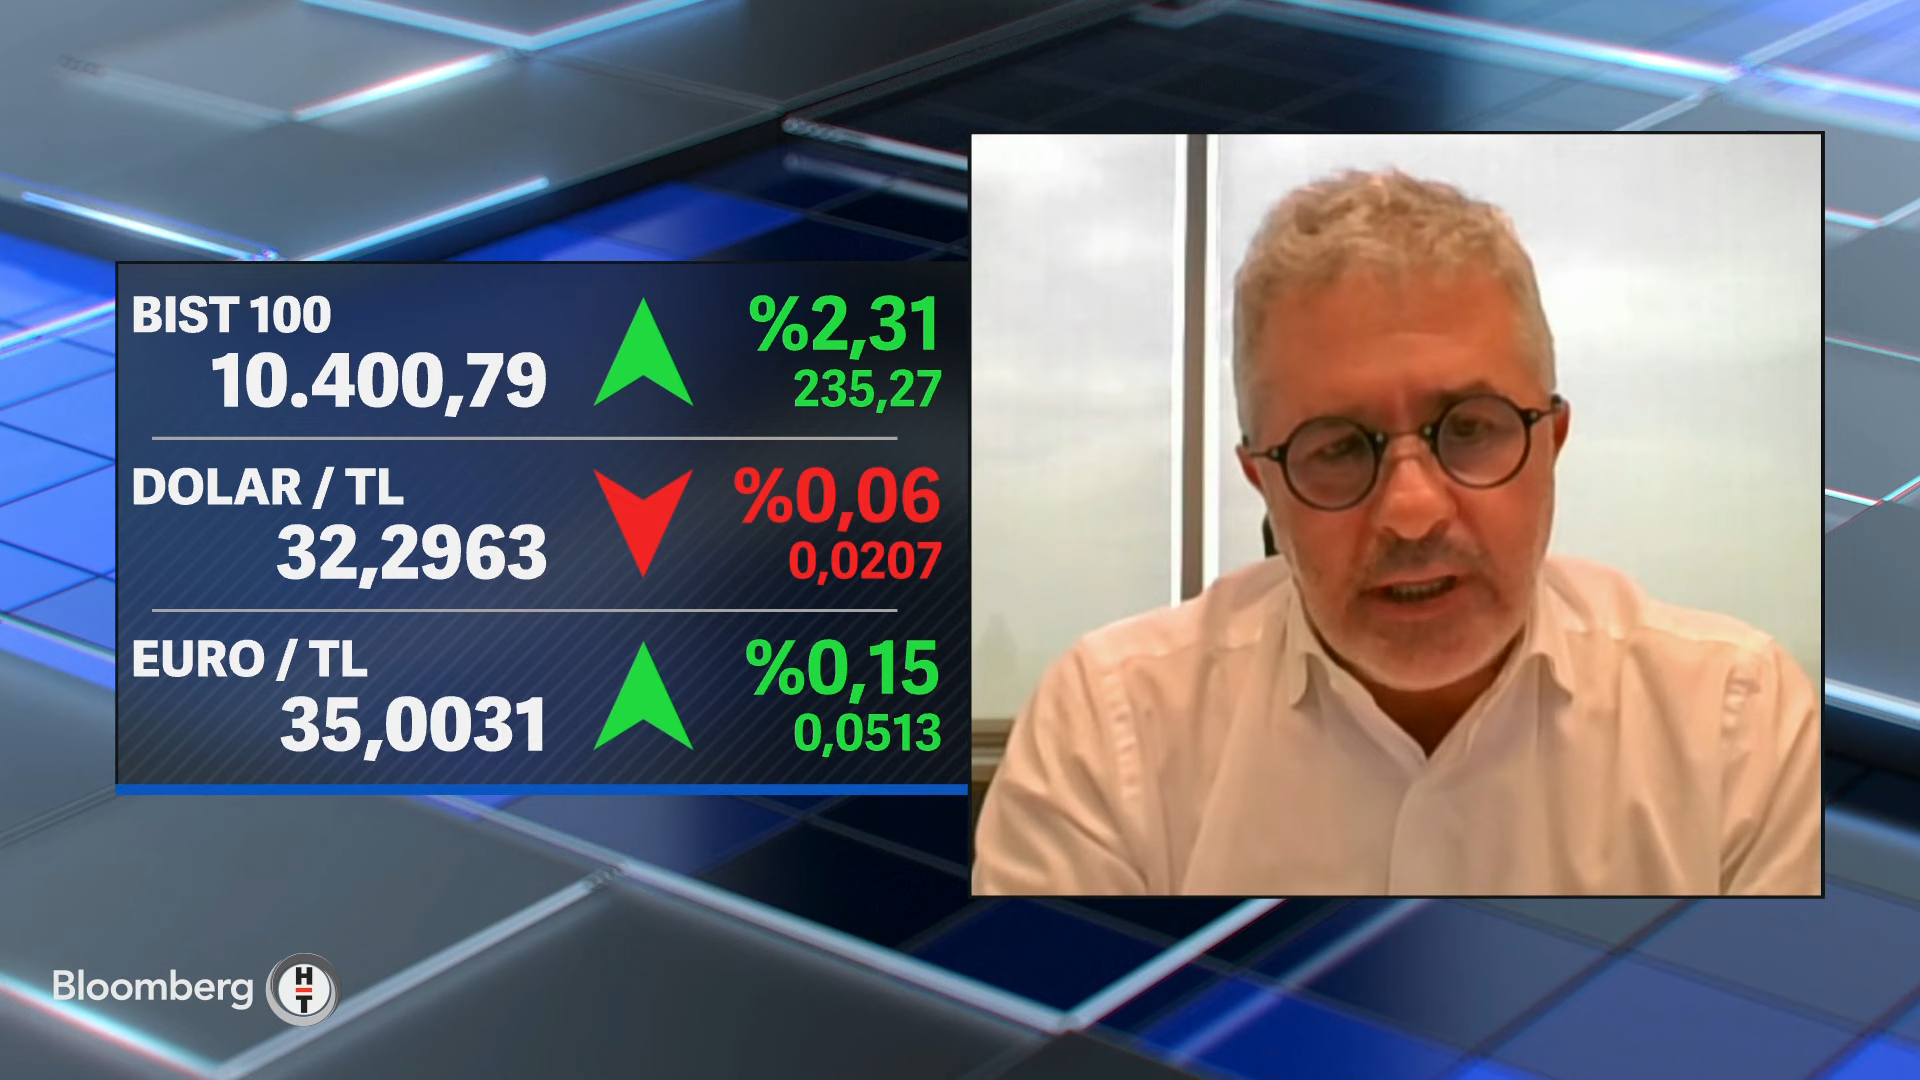 BIST 100
10.400,79
%2,31
235,27
DOLAR / TL
32,2963
%0,06
0,0207
EURO / TL
35,0031
%0,15
0,0513
Bloomberg HT